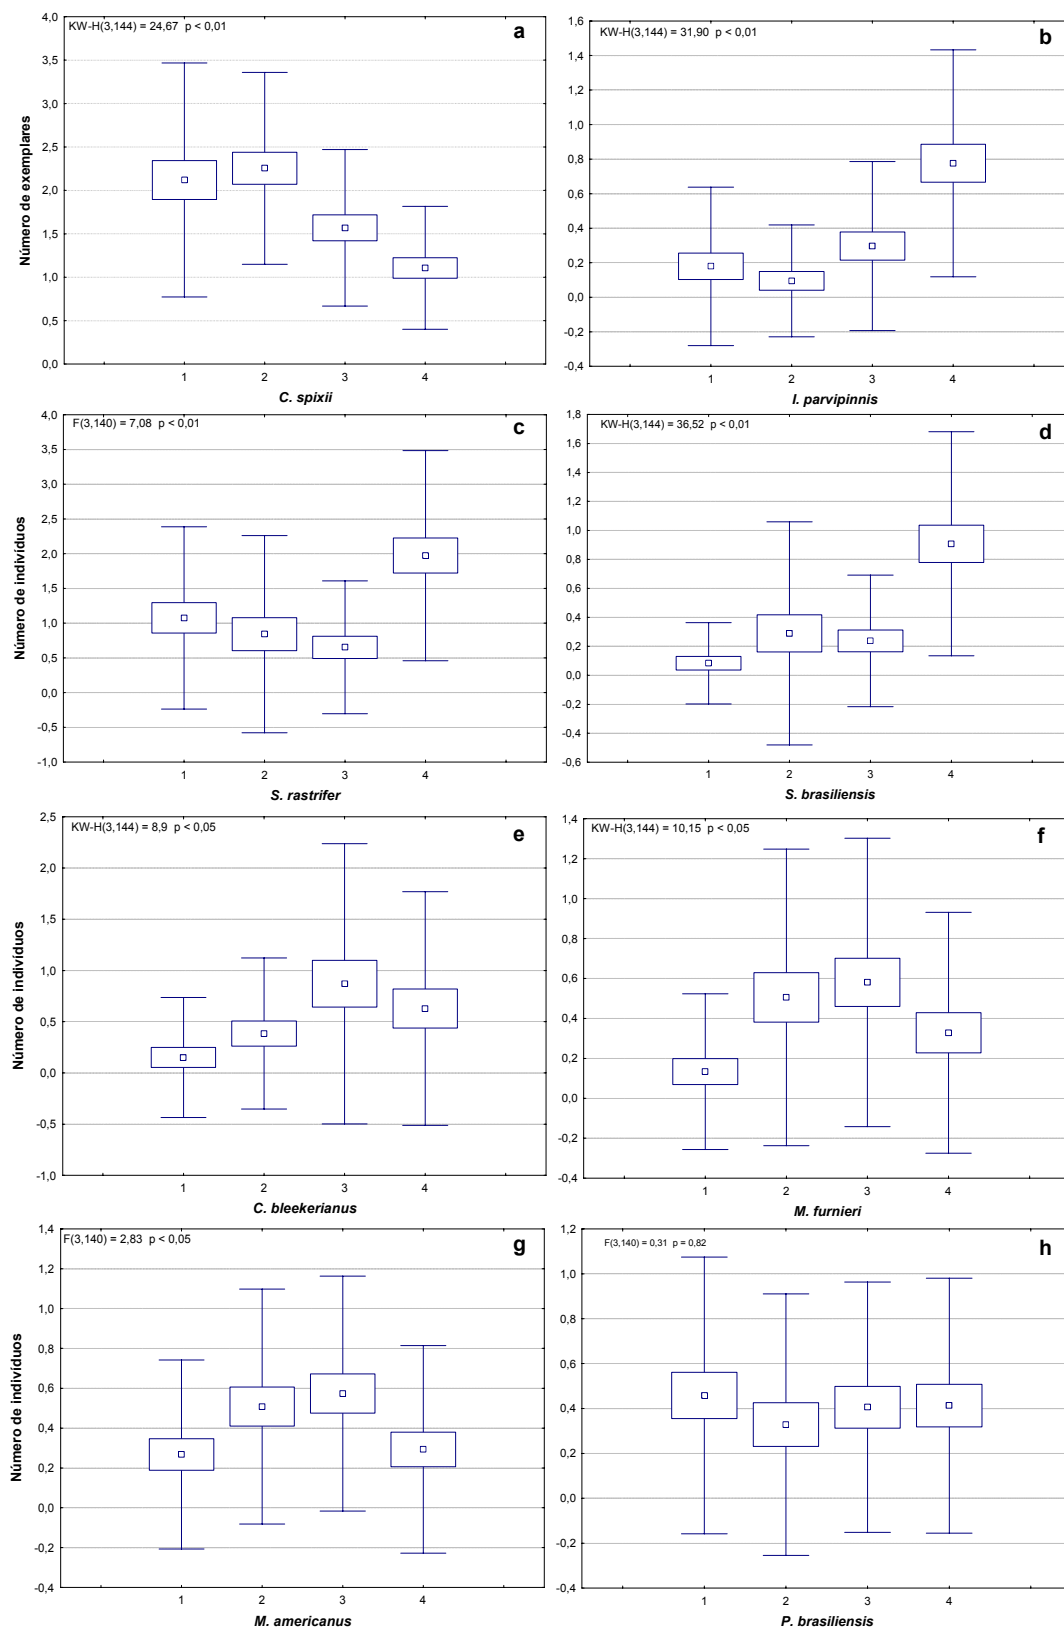 KW-H(3,144) = 24,67 p < 0,01
a
Número de exemplares
4,0
3,5
3,0
2,5
2,0
1,5
1,0
0,5
0,0
1 2 3 4
C. spixii
KW-H(3,144) = 31,90 p < 0,01
b
1,6
1,4
1,2
1,0
0,8
0,6
0,4
0,2
0,0
-0,2
-0,4
1 2 3 4
I. parvipinnis
F(3,140) = 7,08 p < 0,01
c
Número de indivíduos
4,0
3,5
3,0
2,5
2,0
1,5
1,0
0,5
0,0
-0,5
-1,0
1 2 3 4
S. rastrifer
KW-H(3,144) = 36,52 p < 0,01
d
1,8
1,6
1,4
1,2
1,0
0,8
0,6
0,4
0,2
0,0
-0,2
-0,4
-0,6
1 2 3 4
S. brasiliensis
KW-H(3,144) = 8,9 p < 0,05
e
Número de indivíduos
2,5
2,0
1,5
1,0
0,5
0,0
-0,5
-1,0
1 2 3 4
C. bleekerianus
KW-H(3,144) = 10,15 p < 0,05
f
1,4
1,2
1,0
0,8
0,6
0,4
0,2
0,0
-0,2
-0,4
1 2 3 4
M. furnieri
F(3,140) = 2,83 p < 0,05
g
Número de indivíduos
1,4
1,2
1,0
0,8
0,6
0,4
0,2
0,0
-0,2
-0,4
1 2 3 4
M. americanus
F(3,140) = 0,31 p = 0,82
h
1,2
1,0
0,8
0,6
0,4
0,2
0,0
-0,2
-0,4
1 2 3 4
P. brasiliensis